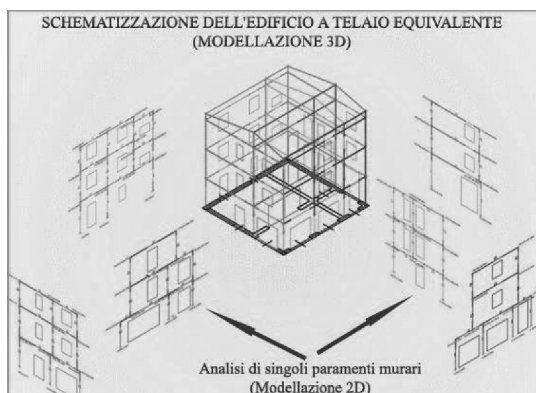 SCHEMATIZZAZIONE DELL'EDIFICIO A TELAIO EQUIVALENTE
(MODELLAZIONE 3D)
Analisi di singoli paramenti murari
(Modellazione 2D)